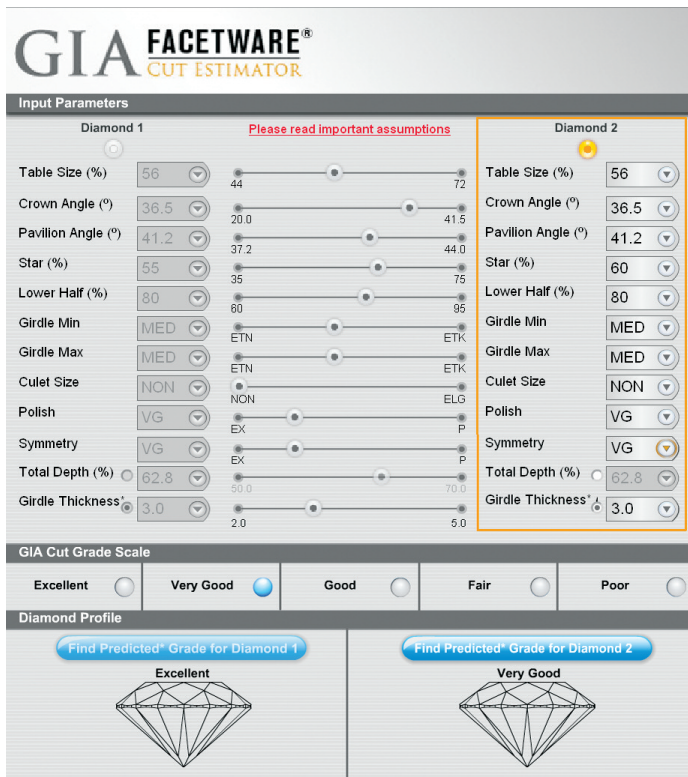 GIA FACETWARE®
CUT ESTIMATOR
Input Parameters
Diamond 1
Please read important assumptions
Diamond 2
Table Size (%) 56 44 72 Table Size (%) 56
Crown Angle (º) 36.5 20.0 41.5 Crown Angle (º) 36.5
Pavilion Angle (º) 41.2 37.2 44.0 Pavilion Angle (º) 41.2
Star (%) 55 35 75 Star (%) 60
Lower Half (%) 80 60 95 Lower Half (%) 80
Girdle Min MED ETN ETK Girdle Min MED
Girdle Max MED ETN ETK Girdle Max MED
Culet Size NON NON ELG Culet Size NON
Polish VG EX P Polish VG
Symmetry VG EX P Symmetry VG
Total Depth (%) 62.8 50.0 70.0 Total Depth (%) 62.8
Girdle Thickness* 3.0 2.0 5.0 Girdle Thickness* 3.0
GIA Cut Grade Scale
Excellent Very Good Good Fair Poor
Diamond Profile
Find Predicted* Grade for Diamond 1 Find Predicted* Grade for Diamond 2
Excellent Very Good